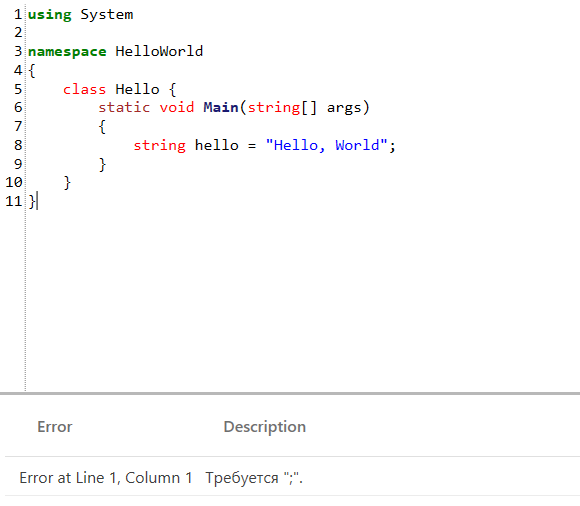 1 using System
2
3 namespace HelloWorld
4 {
5     class Hello {
6         static void Main(string[] args)
7         {
8             string hello = "Hello, World";
9         }
10     }
11 }
Error Description
Error at Line 1, Column 1 Требуется ";".